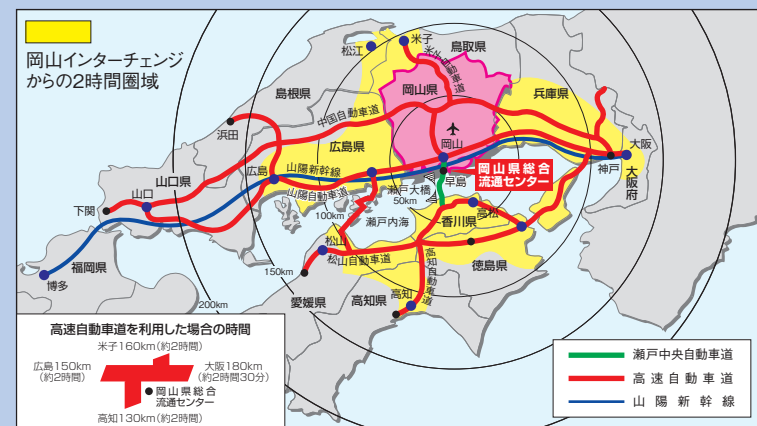 岡山インターチェンジ
からの2時間圏域
松江
米子
鳥取県
米子自動車道
岡山県
兵庫県
島根県
中国自動車道
浜田
広島県
岡山
大阪
神戸
大阪府
山陽新幹線
岡山県総合
流通センター
早島
山口県
広島
山陽自動車道
瀬戸大橋
50km
山口
下関
100km
瀬戸内海
香川県
高松
松山
松山自動車道
高知自動車道
徳島県
福岡県
博多
150km
愛媛県
高知県
高知
200km
高速自動車道を利用した場合の時間
米子160km(約2時間)
広島150km
(約2時間)
大阪180km
(約2時間30分)
岡山県総合
流通センター
高知130km(約2時間)
瀬戸中央自動車道
高速自動車道
山陽新幹線